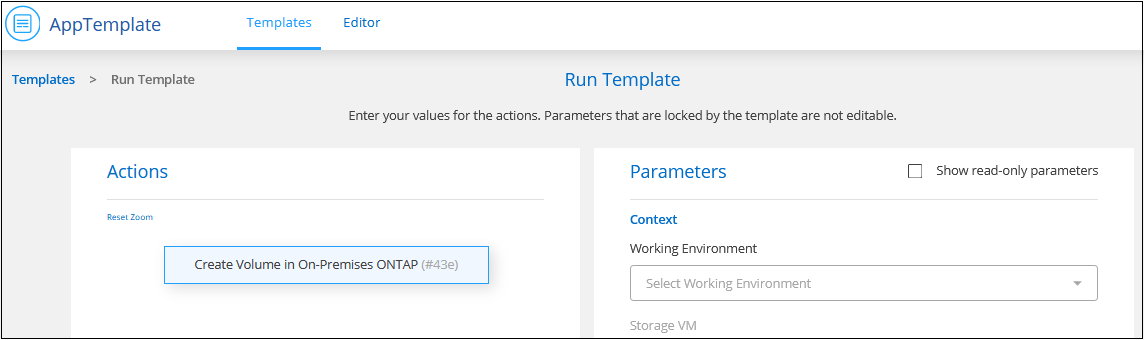 AppTemplate
Templates Editor
Templates > Run Template
Run Template
Enter your values for the actions. Parameters that are locked by the template are not editable.
Actions
Reset Zoom
Create Volume in On-Premises ONTAP (#43e)
Parameters
Show read-only parameters
Context
Working Environment
Select Working Environment
Storage VM